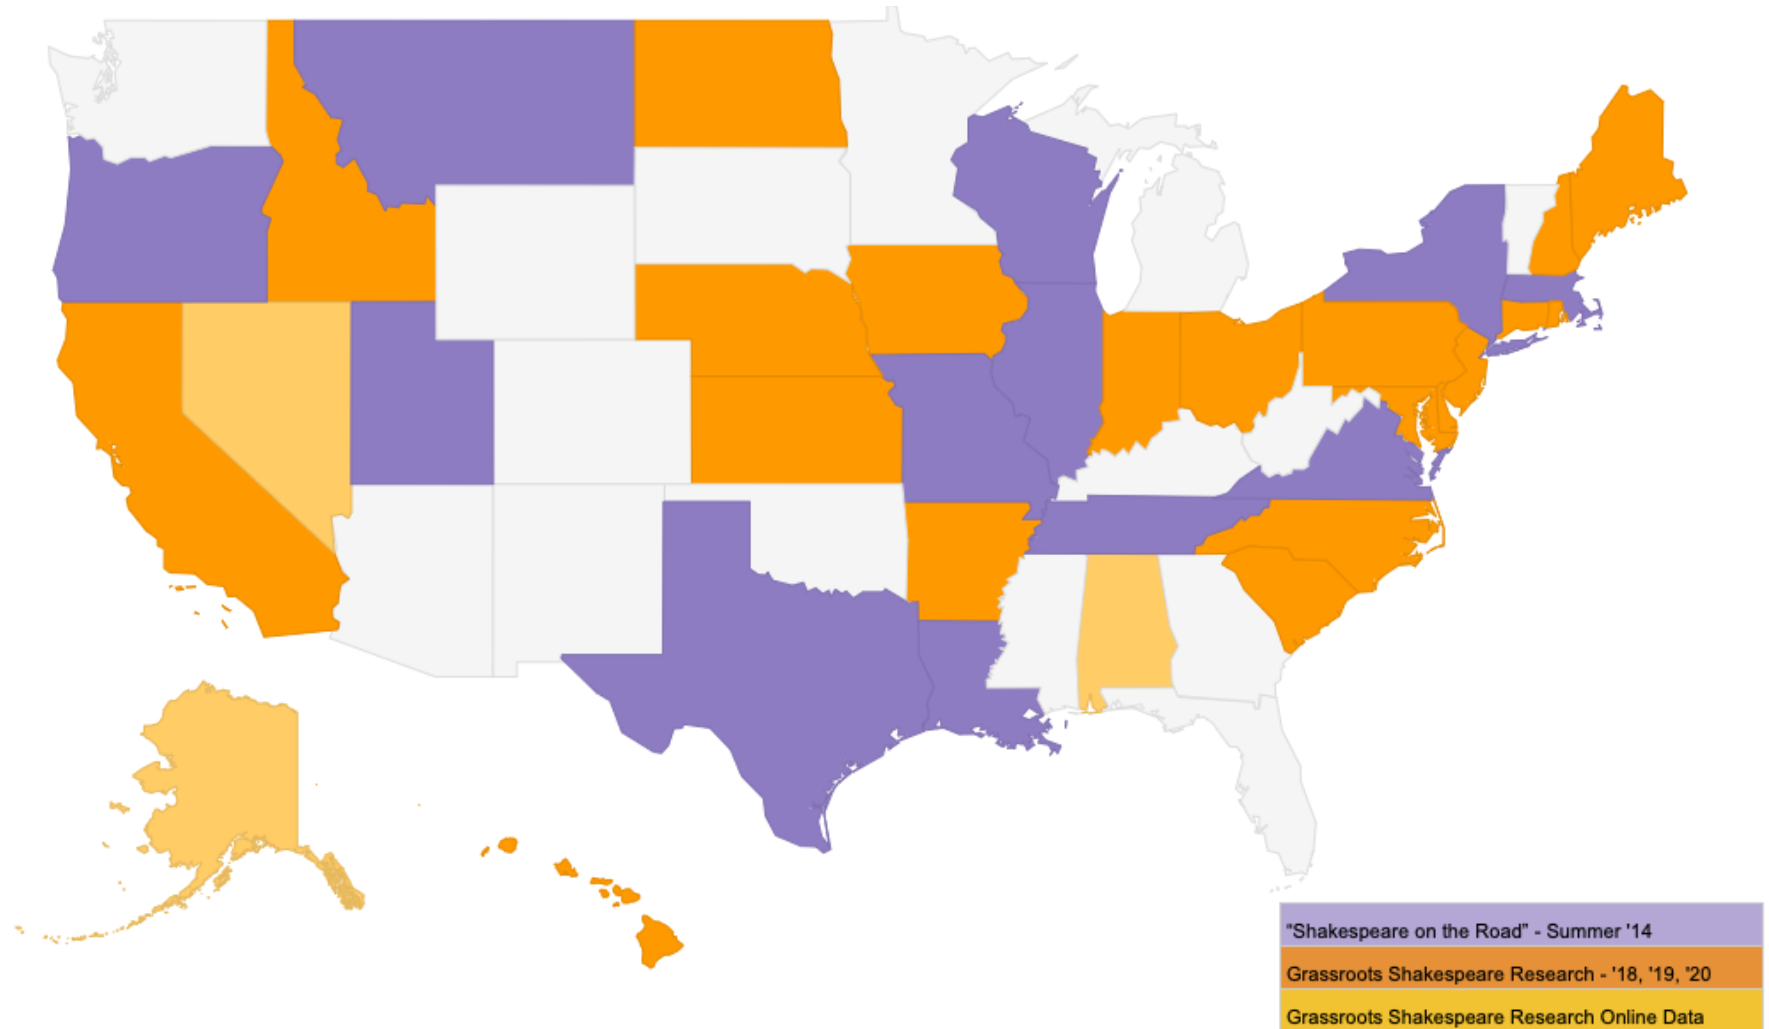 "Shakespeare on the Road" - Summer '14
Grassroots Shakespeare Research - '18, '19, '20
Grassroots Shakespeare Research Online Data